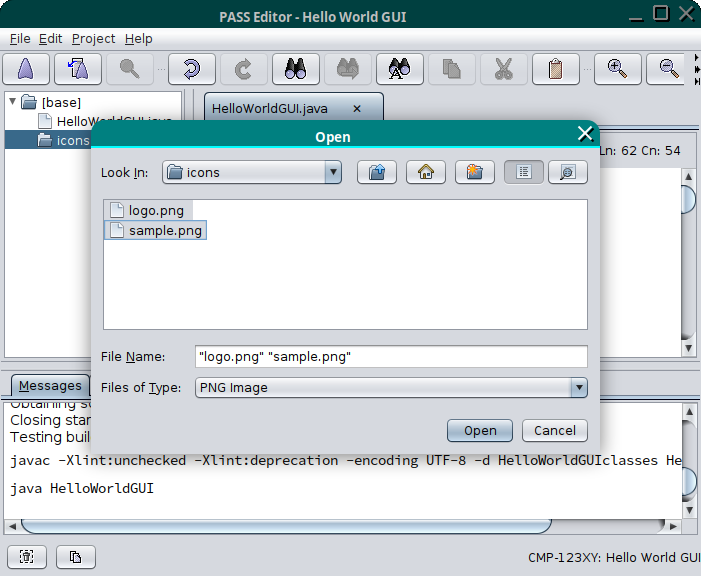 PASS Editor - Hello World GUI
File Edit Project Help
[base]
HelloWorldGUI.java
icons
HelloWorldGUI.java ×
Ln: 62 Cn: 54
Open
Look In: icons
logo.png
sample.png
File Name: "logo.png" "sample.png"
Files of Type: PNG Image
Open Cancel
Messages
Closing
Testing
javac -Xlint:unchecked -Xlint:deprecation -encoding UTF-8 -d HelloWorldGUIclasses He
java HelloWorldGUI
CMP-123XY: Hello World GUI